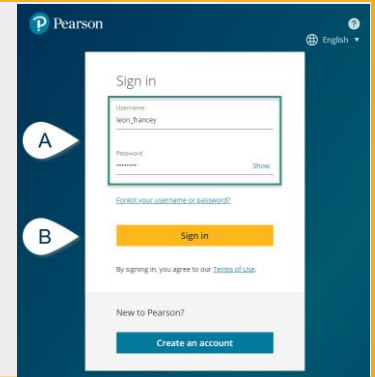 Pearson
English
Sign in
Username
leon_francey
Password
••••••••
Show
Forgot your username or password?
Sign in
By signing in, you agree to our Terms of Use.
New to Pearson?
Create an account
A
B
?